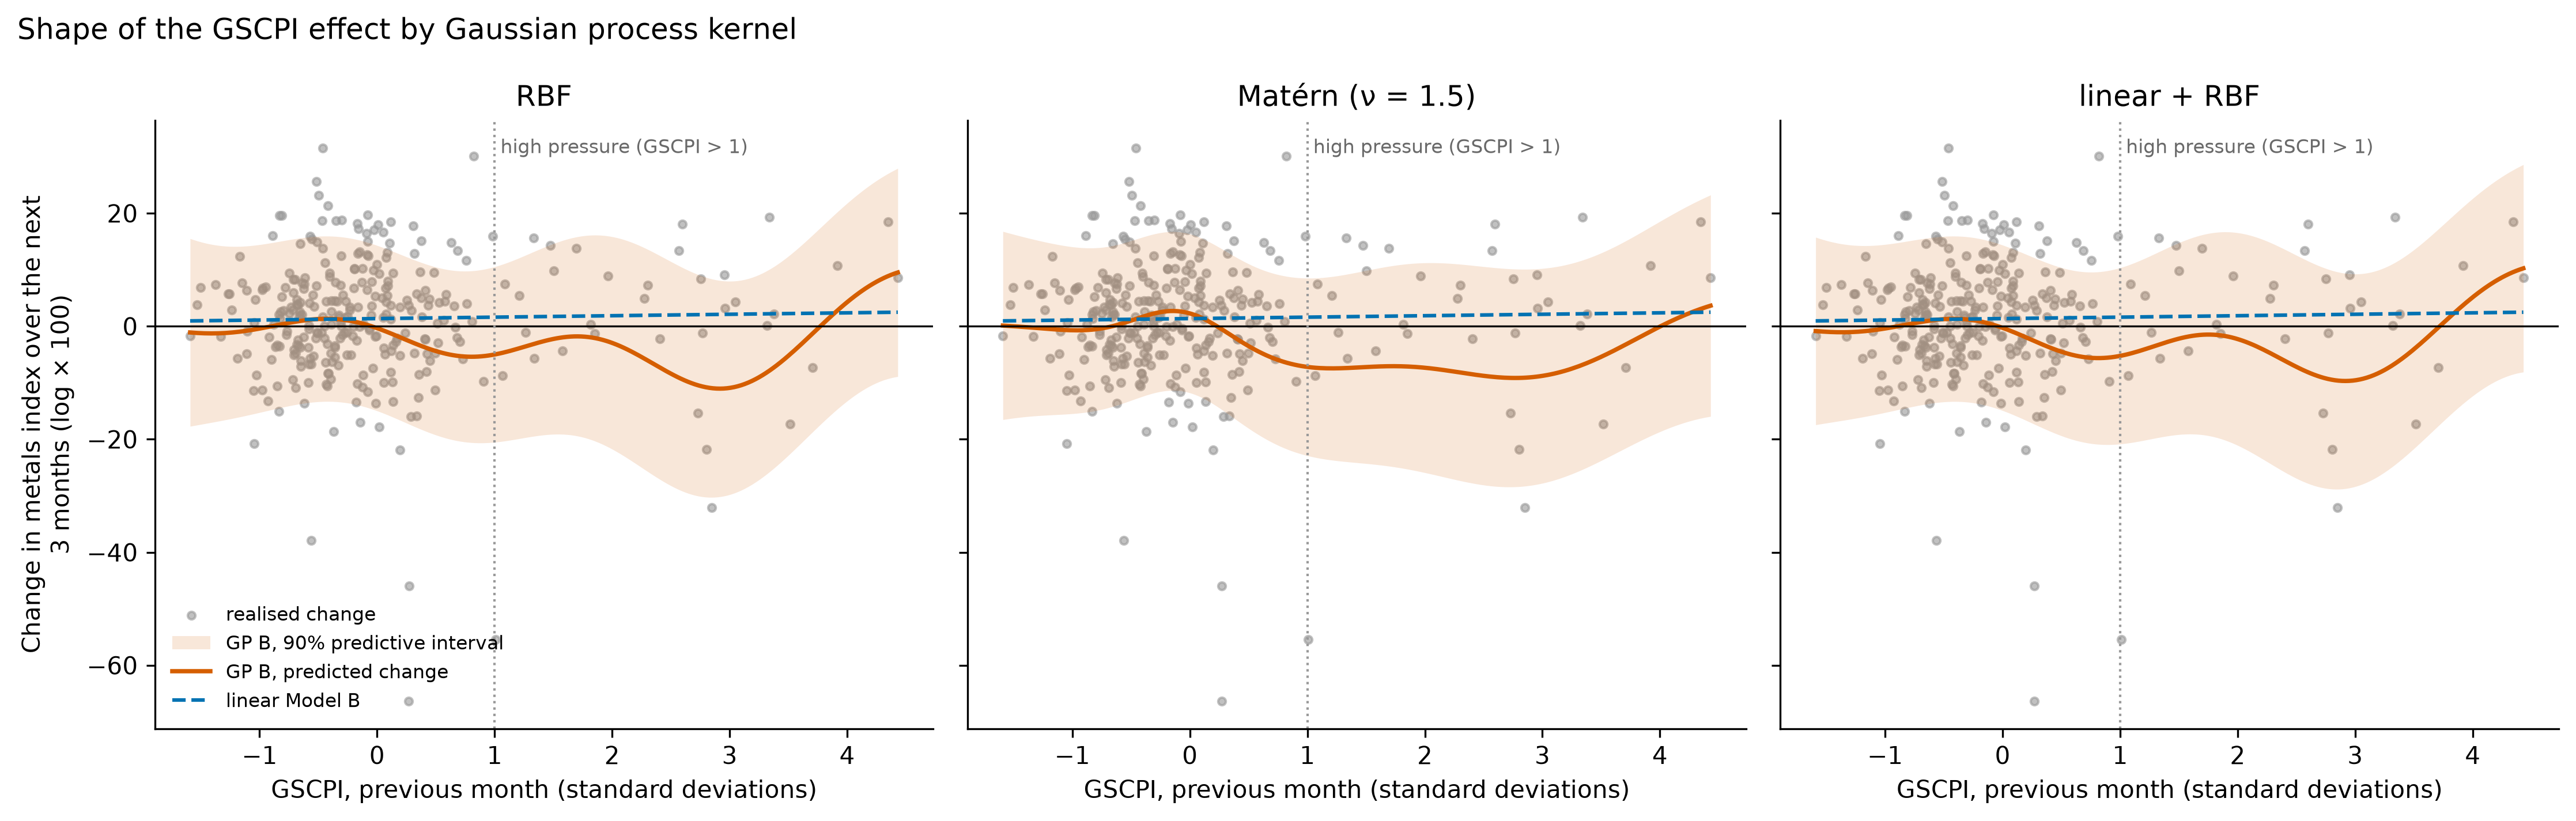 Shape of the GSCPI effect by Gaussian process kernel
RBF
Change in metals index over the next
3 months (log × 100)
20
0
−20
−40
−60
high pressure (GSCPI > 1)
realised change
GP B, 90% predictive interval
GP B, predicted change
linear Model B
−1 0 1 2 3 4
GSCPI, previous month (standard deviations)
Matérn (ν = 1.5)
high pressure (GSCPI > 1)
−1 0 1 2 3 4
GSCPI, previous month (standard deviations)
linear + RBF
high pressure (GSCPI > 1)
−1 0 1 2 3 4
GSCPI, previous month (standard deviations)